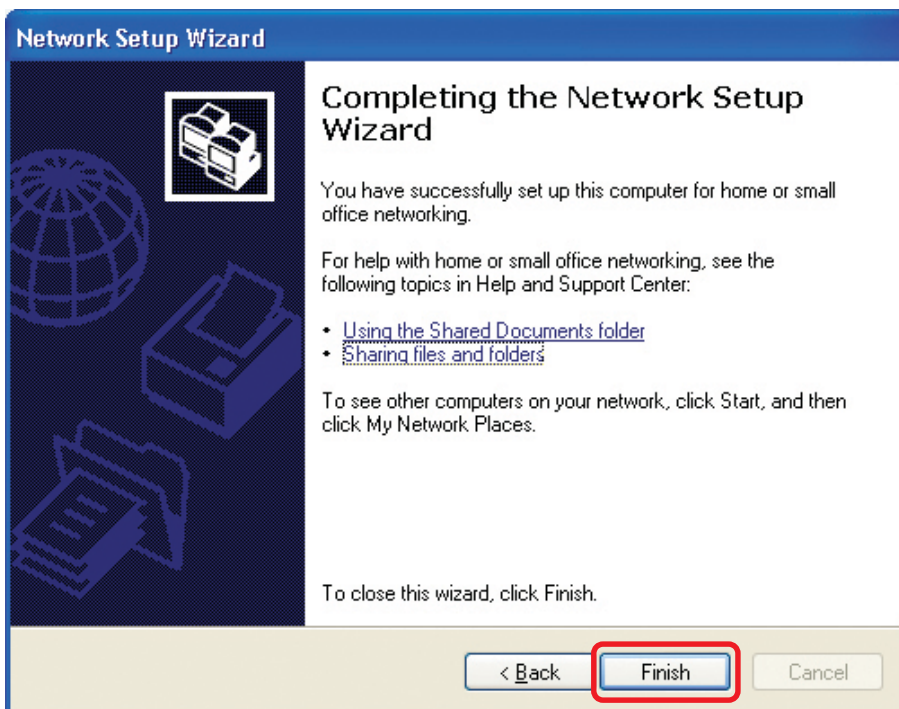 Network Setup Wizard
Completing the Network Setup
Wizard
You have successfully set up this computer for home or small
office networking.
For help with home or small office networking, see the
following topics in Help and Support Center:
• Using the Shared Documents folder
• Sharing files and folders
To see other computers on your network, click Start, and then
click My Network Places.
To close this wizard, click Finish.
< Back Finish Cancel